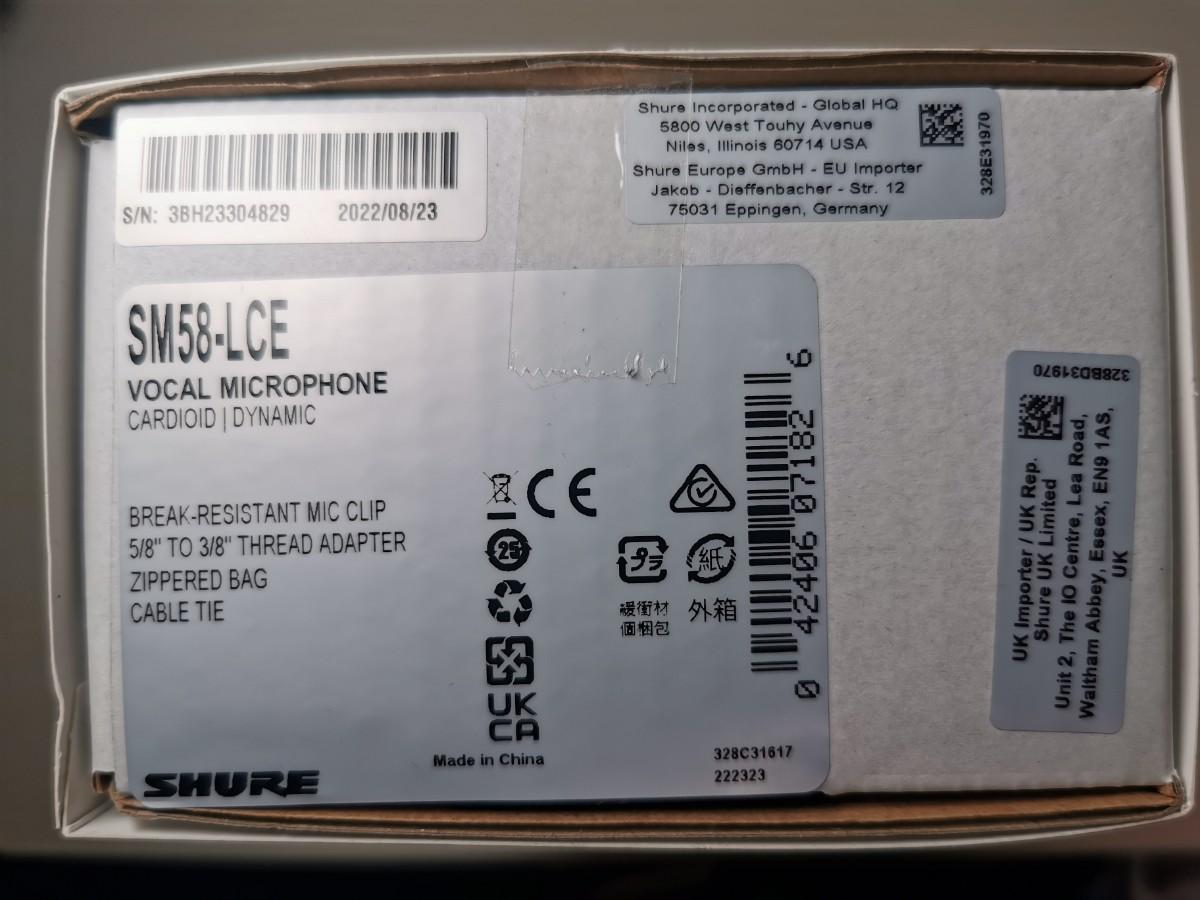 S/N: 3BH23304829 2022/08/23
Shure Incorporated - Global HQ
5800 West Touhy Avenue
Niles, Illinois 60714 USA
Shure Europe GmbH - EU Importer
Jakob - Dieffenbacher - Str. 12
75031 Eppingen, Germany
328E31970
SM58-LCE
VOCAL MICROPHONE
CARDIOID | DYNAMIC
BREAK-RESISTANT MIC CLIP
5/8" TO 3/8" THREAD ADAPTER
ZIPPERED BAG
CABLE TIE
CE
25
UK
CA
プラ
紙
緩衝材
個梱包
外箱
0 42406 07182 6
Made in China
328C31617
222323
SHURE
328BD31970
UK Importer / UK Rep.
Shure UK Limited
Unit 2, The IO Centre, Lea Road,
Waltham Abbey, Essex, EN9 1AS,
UK